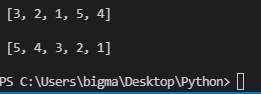 [3, 2, 1, 5, 4]
[5, 4, 3, 2, 1]
PS C:\Users\bigma\Desktop\Python>